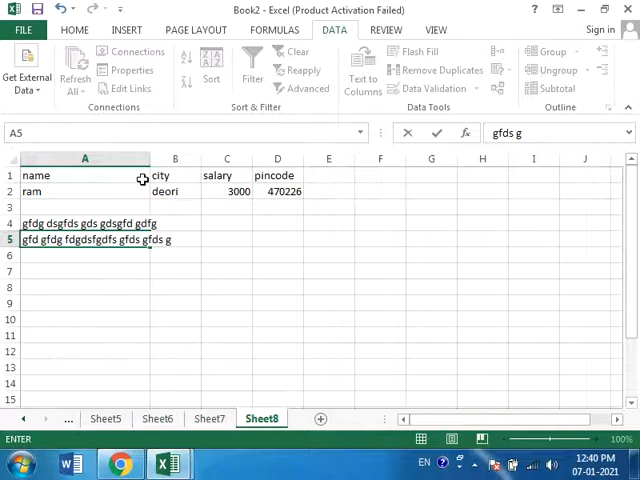 Book2 - Excel (Product Activation Failed)
FILE HOME INSERT PAGE LAYOUT FORMULAS DATA REVIEW VIEW Sign in
Get External Data
Refresh All
Connections
Properties
Edit Links
Connections
Sort
Filter
Clear
Reapply
Advanced
Sort & Filter
Text to Columns
Flash Fill
Remove Duplicates
Data Validation
Data Tools
Group
Ungroup
Subtotal
Outline
A5 fx gfds g
A B C D E F G H I J
1 name city salary pincode
2 ram deori 3000 470226
3
4 gfdg dsgfds gds gdsgfd gdfg
5 gfd gfdg fdgdsfgdfs gfds gfds g
6
7
8
9
10
11
12
13
14
15
... Sheet5 Sheet6 Sheet7 Sheet8
ENTER 100%
EN 12:40 PM
07-01-2021